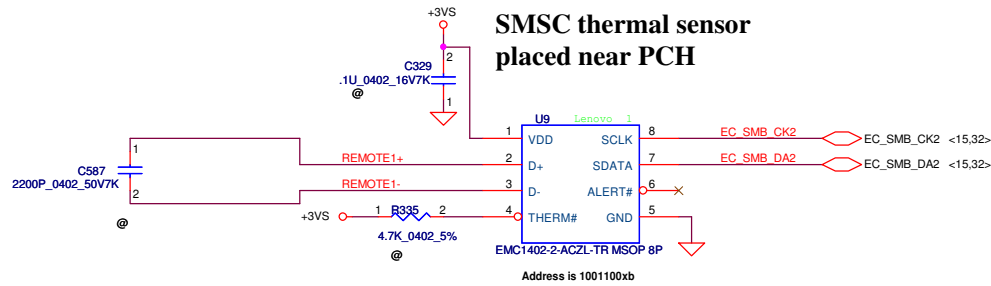 +3VS
SMSC thermal sensor
placed near PCH
2
C329
.1U_0402_16V7K
@
1
U9
Lenovo 1
1
VDD
SCLK
8
EC_SMB_CK2
EC_SMB_CK2 <15,32>
1
C587
2200P_0402_50V7K
2
@
REMOTE1+
2
D+
SDATA
7
EC_SMB_DA2
EC_SMB_DA2 <15,32>
REMOTE1-
3
D-
ALERT#
6
+3VS
1
R335
2
4
THERM#
GND
5
4.7K_0402_5%
@
EMC1402-2-ACZL-TR MSOP 8P
Address is 1001100xb